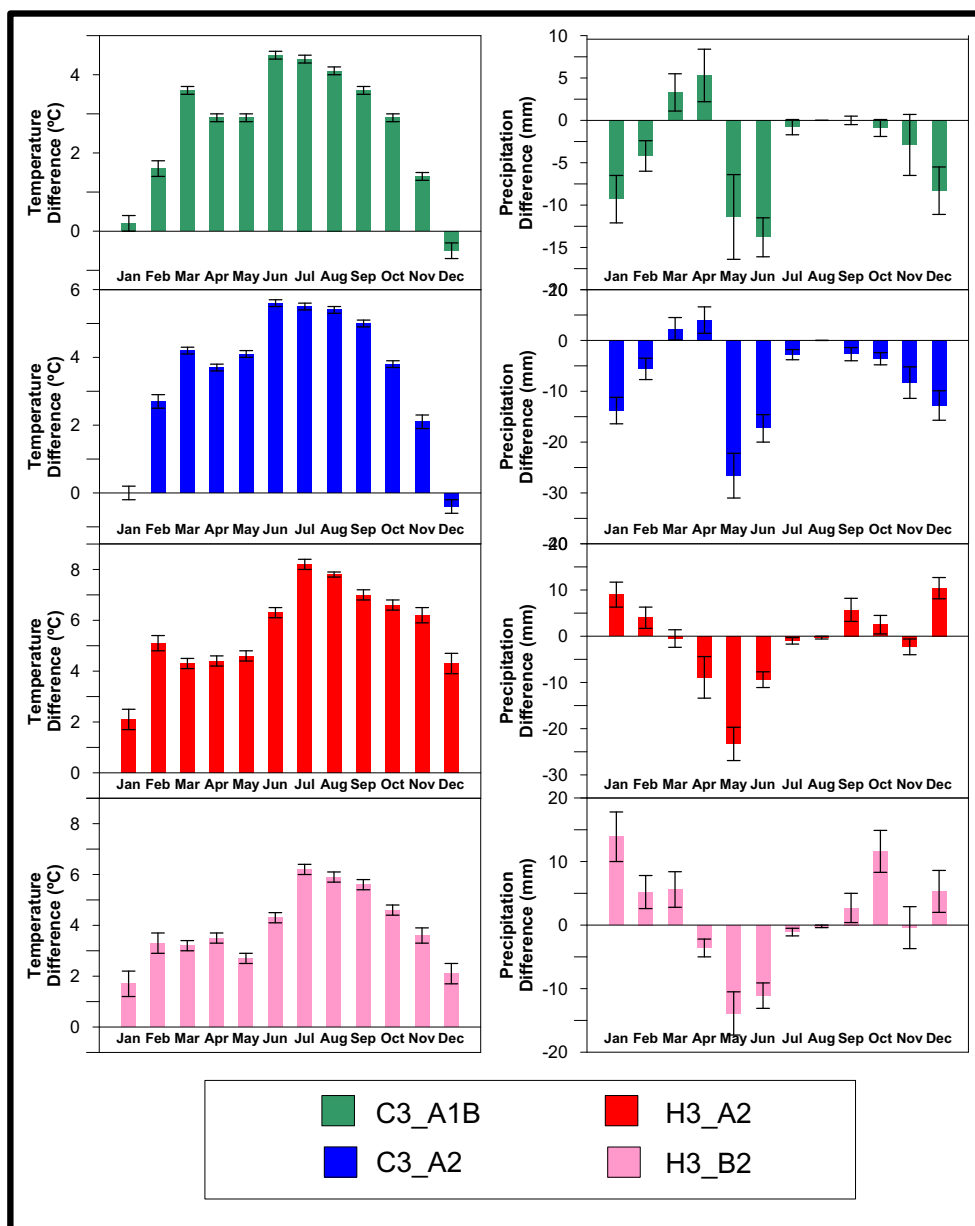 Temperature
Difference (ºC)
4
2
0
Jan Feb Mar Apr May Jun Jul Aug Sep Oct Nov Dec
Precipitation
Difference (mm)
10
5
0
-5
-10
-15
Jan Feb Mar Apr May Jun Jul Aug Sep Oct Nov Dec
Temperature
Difference (ºC)
6
4
2
0
Jan Feb Mar Apr May Jun Jul Aug Sep Oct Nov Dec
Precipitation
Difference (mm)
0
-10
-20
-30
Jan Feb Mar Apr May Jun Jul Aug Sep Oct Nov Dec
Temperature
Difference (ºC)
8
6
4
2
0
Jan Feb Mar Apr May Jun Jul Aug Sep Oct Nov Dec
Precipitation
Difference (mm)
10
0
-10
-20
-30
Jan Feb Mar Apr May Jun Jul Aug Sep Oct Nov Dec
Temperature
Difference (ºC)
8
6
4
2
0
Jan Feb Mar Apr May Jun Jul Aug Sep Oct Nov Dec
Precipitation
Difference (mm)
20
10
0
-10
-20
Jan Feb Mar Apr May Jun Jul Aug Sep Oct Nov Dec
C3_A1B
H3_A2
C3_A2
H3_B2